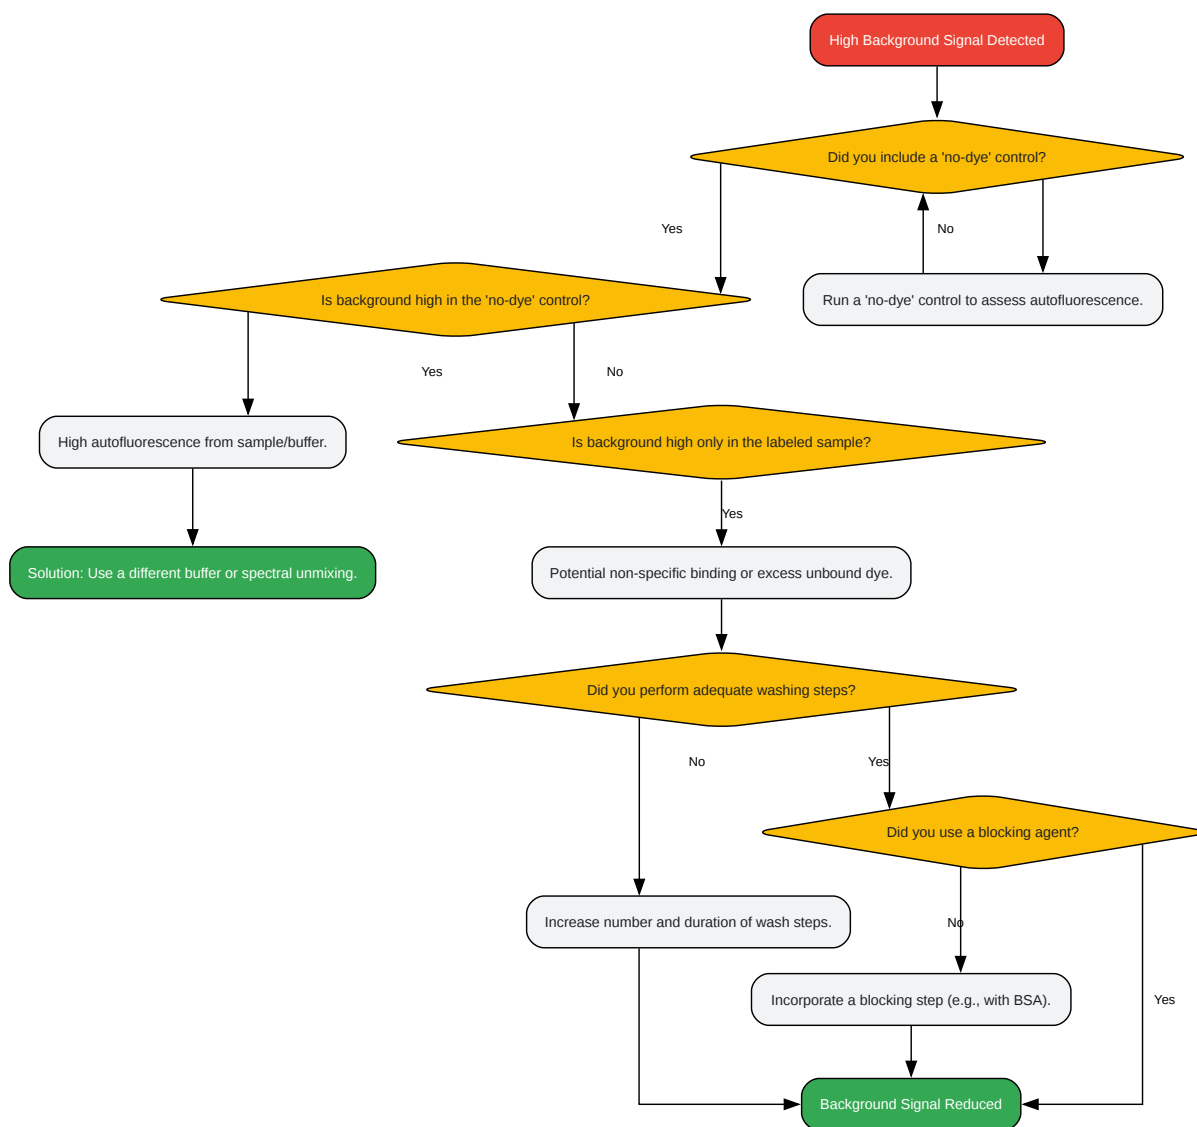 High Background Signal Detected
Did you include a 'no-dye' control?
Yes
No
Is background high in the 'no-dye' control?
Run a 'no-dye' control to assess autofluorescence.
Yes
No
High autofluorescence from sample/buffer.
Is background high only in the labeled sample?
Yes
Solution: Use a different buffer or spectral unmixing.
Potential non-specific binding or excess unbound dye.
Did you perform adequate washing steps?
No
Yes
Did you use a blocking agent?
Increase number and duration of wash steps.
No
Incorporate a blocking step (e.g., with BSA).
Yes
Background Signal Reduced